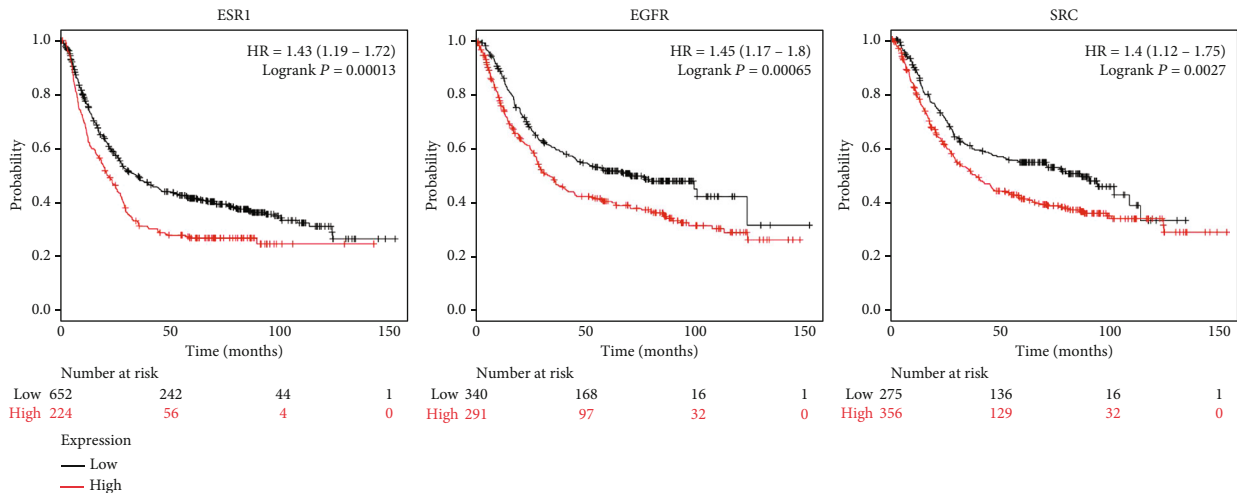 ESR1
HR = 1.43 (1.19 – 1.72)
Logrank P = 0.00013
Probability
1.0
0.8
0.6
0.4
0.2
0.0
0 50 100 150
Time (months)
Number at risk
Low 652 242 44 1
High 224 56 4 0
EGFR
HR = 1.45 (1.17 – 1.8)
Logrank P = 0.00065
Probability
1.0
0.8
0.6
0.4
0.2
0.0
0 50 100 150
Time (months)
Number at risk
Low 340 168 16 1
High 291 97 32 0
SRC
HR = 1.4 (1.12 – 1.75)
Logrank P = 0.0027
Probability
1.0
0.8
0.6
0.4
0.2
0.0
0 50 100 150
Time (months)
Number at risk
Low 275 136 16 1
High 356 129 32 0
Expression
Low
High